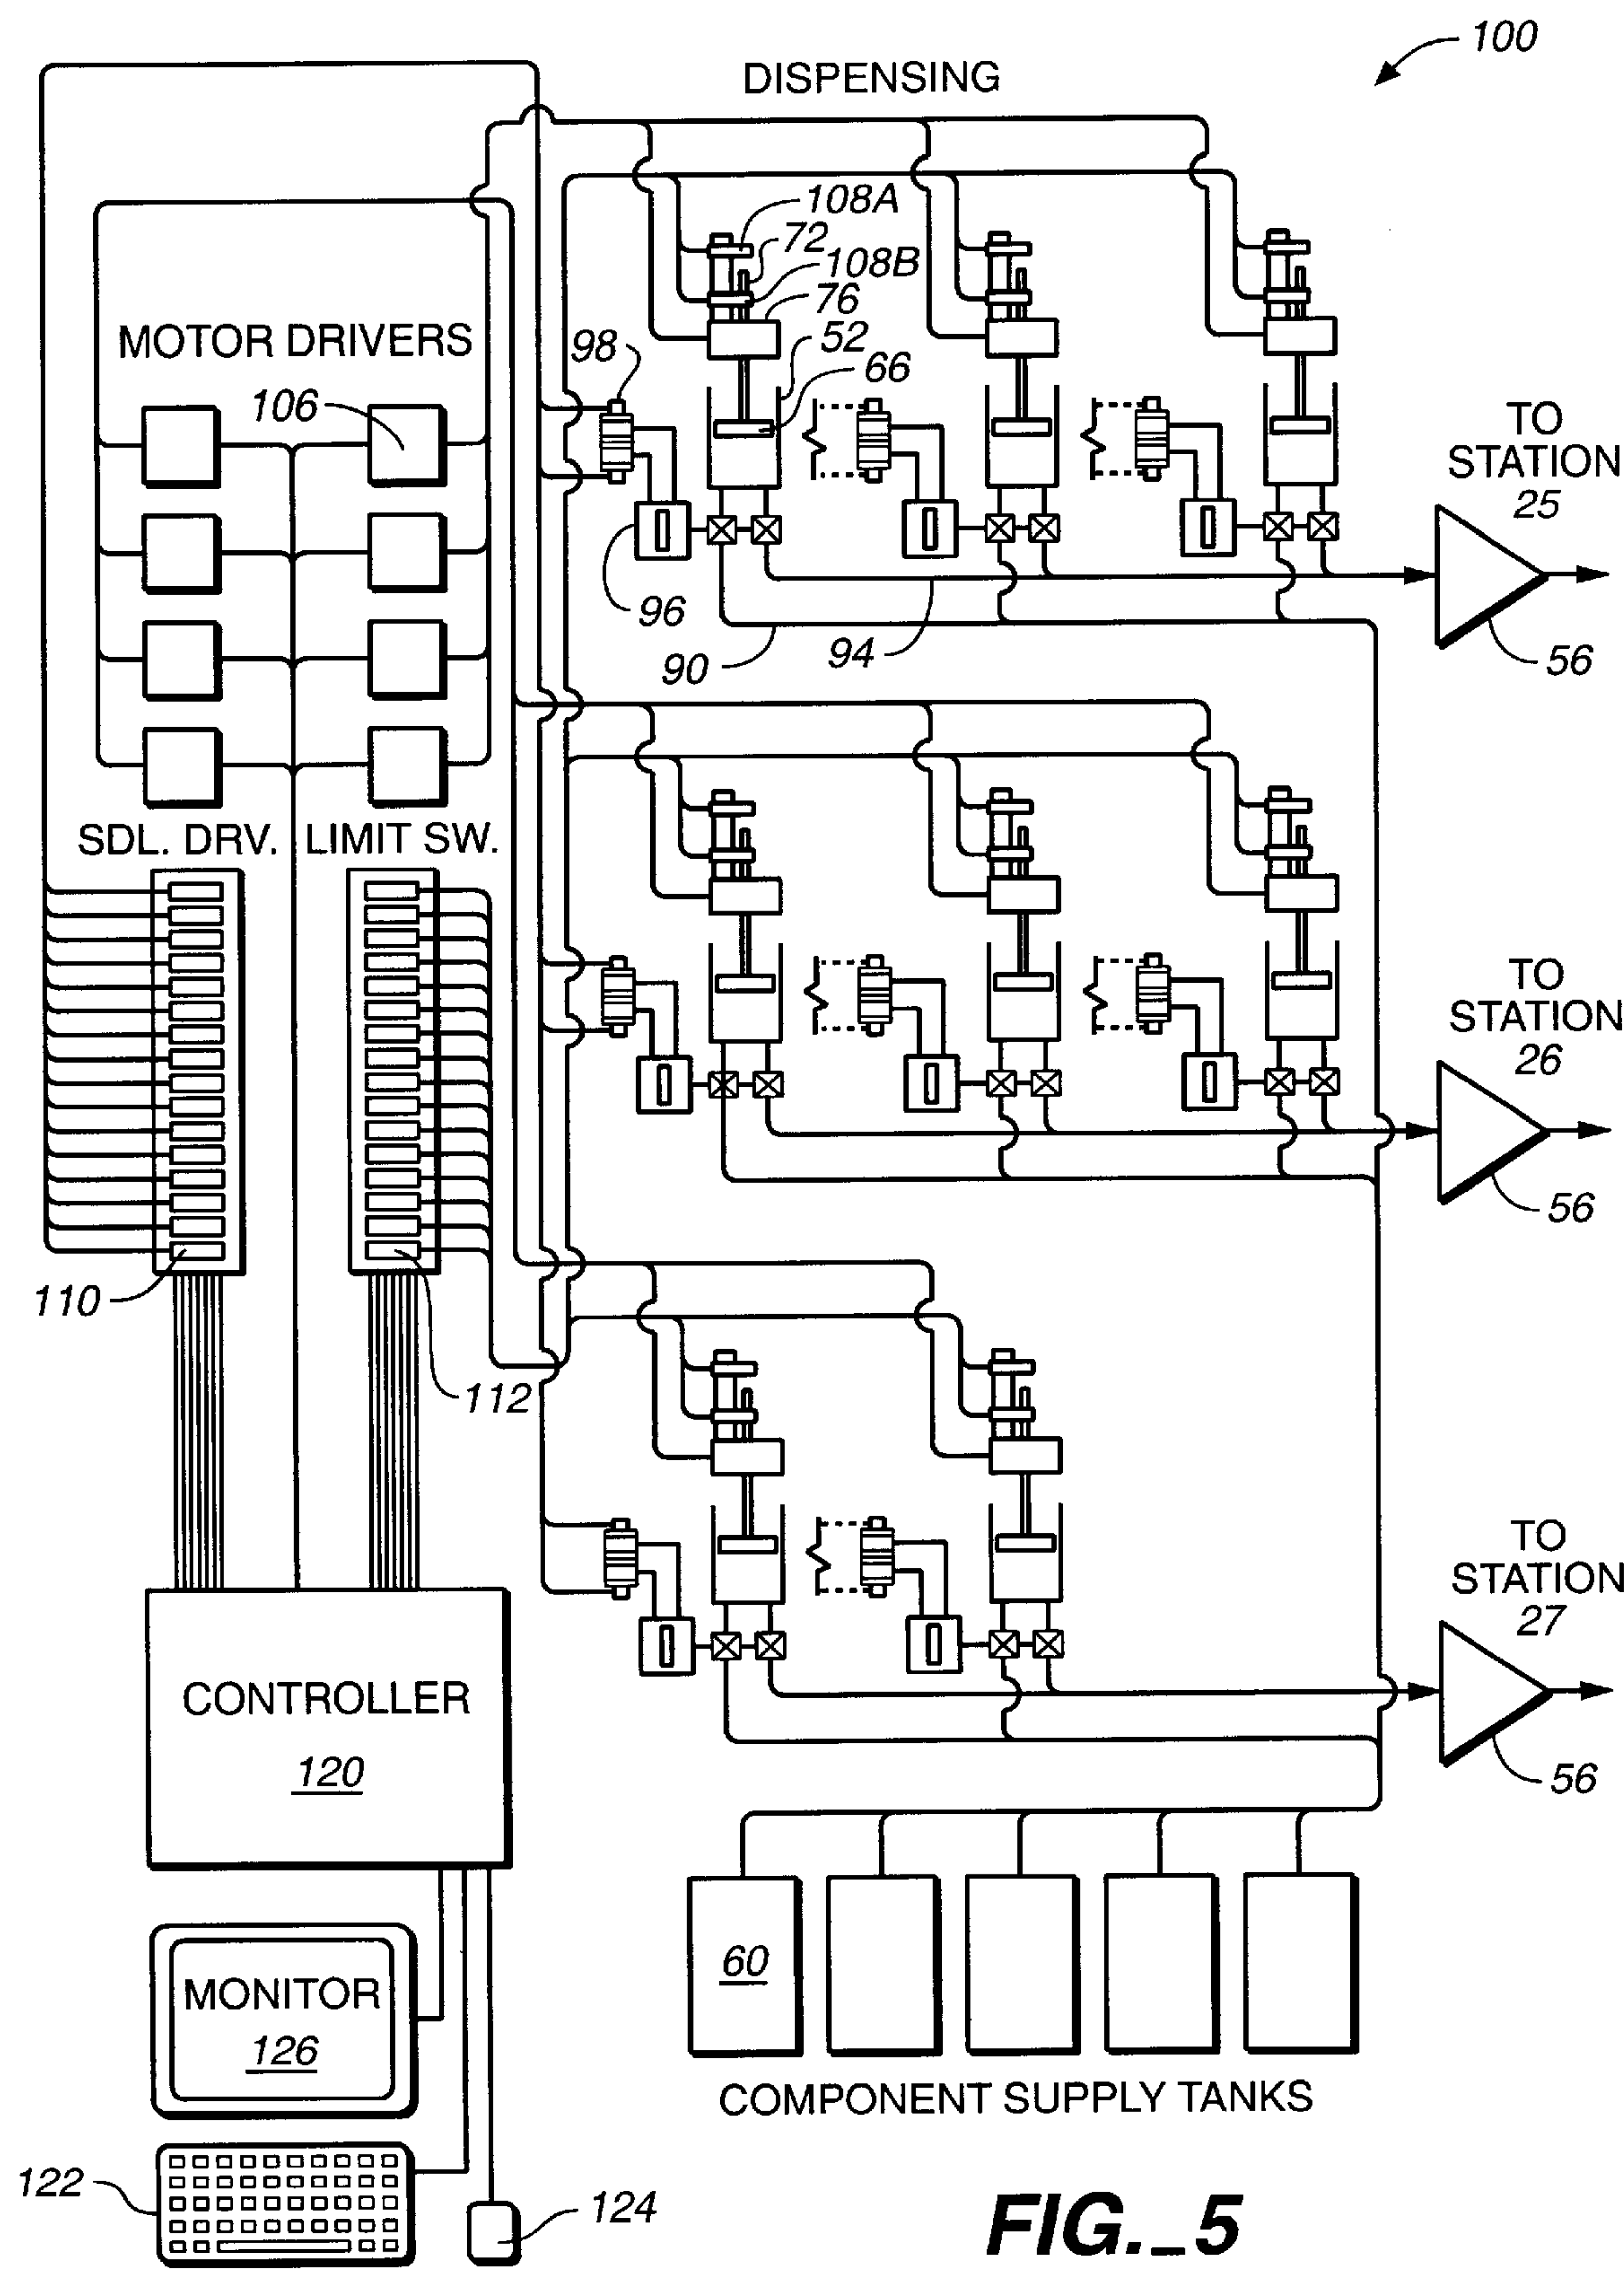 100
DISPENSING
108A
72
108B
76
MOTOR DRIVERS
98
52
66
106
TO
STATION
25
96
90
94
56
SDL. DRV.
LIMIT SW.
TO
STATION
26
56
110
112
TO
STATION
27
56
CONTROLLER
120
60
MONITOR
126
COMPONENT SUPPLY TANKS
122
124
FIG._5